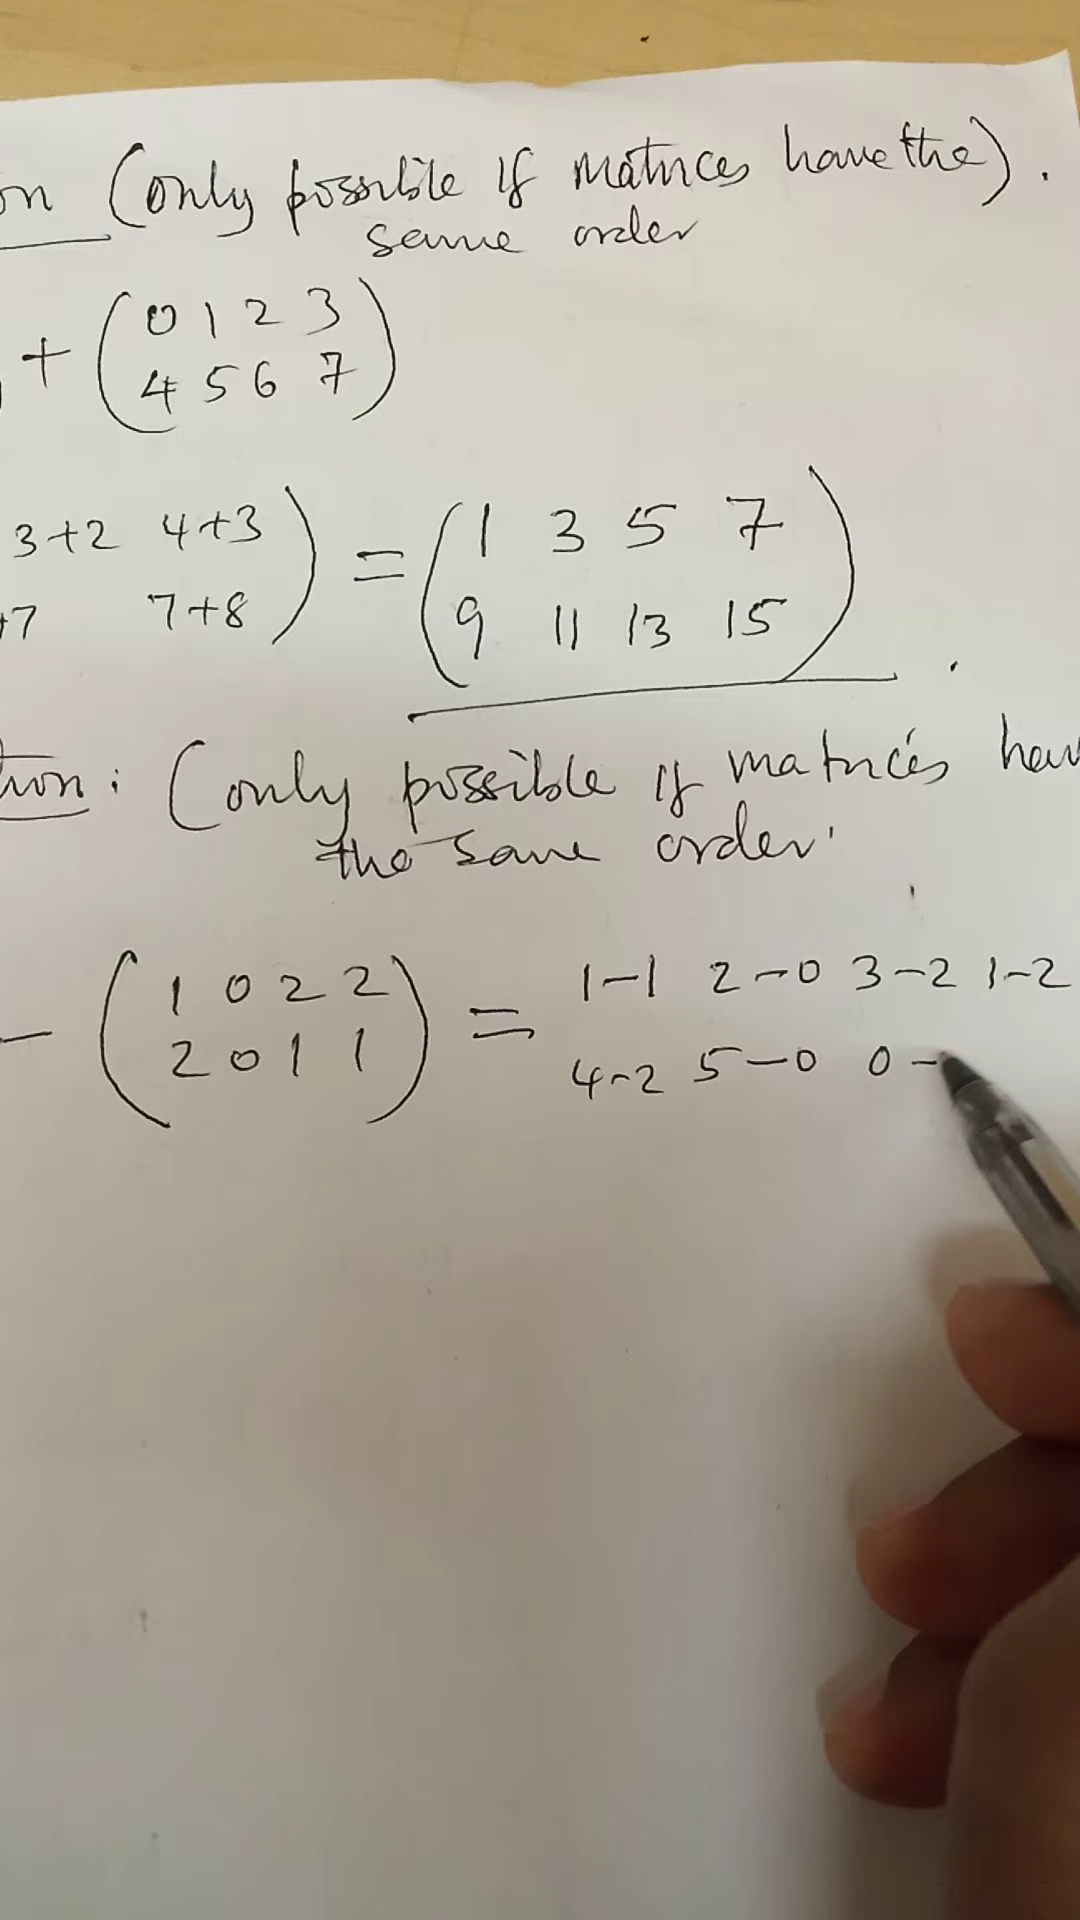 on (only possible if matrices have the).
same order
+ (0 1 2 3
4 5 6 7)
3+2 4+3) = (1 3 5 7
+7 7+8) 9 11 13 15)
tion: (only possible if matrices hav
the same order.
- (1 0 2 2) = 1-1 2-0 3-2 1-2
2 0 1 1) 4-2 5-0 0-